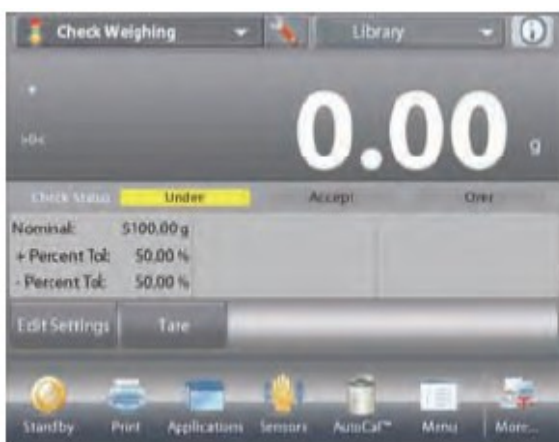 Check Weighing Library
*
>0<
0.00 g
Check Status Under Accept Over
Nominal: 5100.00 g
+ Percent Tol: 50.00 %
- Percent Tol: 50.00 %
Edit Settings Tare
Standby Print Applications Sensors AutoCal™ Menu More...